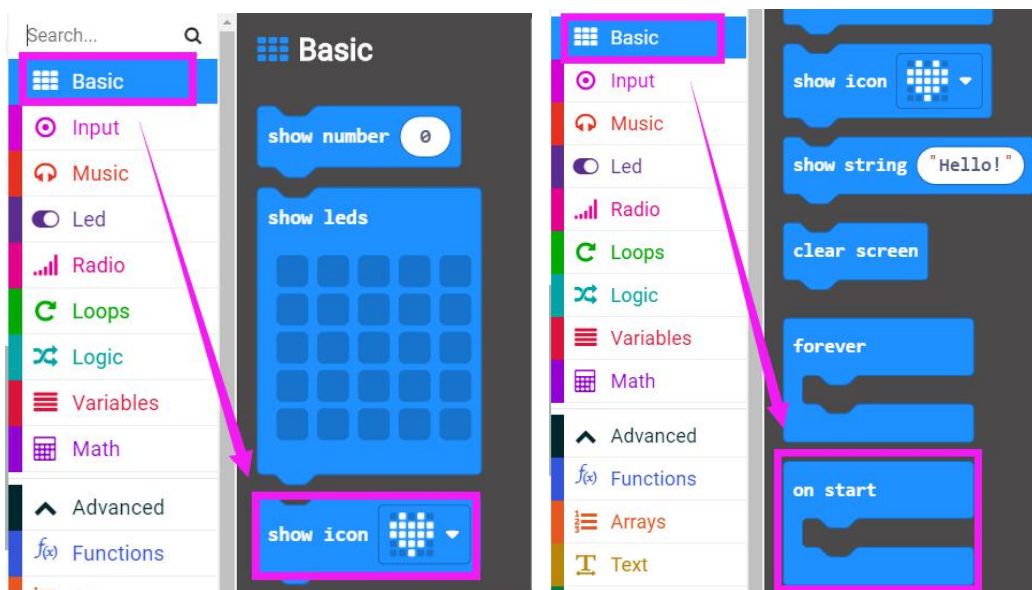 Search...
Basic
Input
Music
Led
Radio
Loops
Logic
Variables
Math
Advanced
f(x) Functions
Basic
show number 0
show leds
show icon
Basic
Input
Music
Led
Radio
Loops
Logic
Variables
Math
Advanced
f(x) Functions
Arrays
T Text
show icon
show string "Hello!"
clear screen
forever
on start